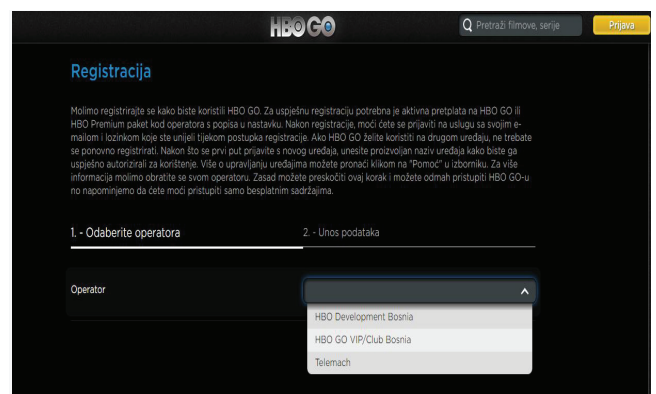 HBO GO
Pretraži filmove, serije
Prijava
Registracija
Molimo registrirajte se kako biste koristili HBO GO. Za uspješnu registraciju potrebna je aktivna pretplata na HBO GO ili
HBO Premium paket kod operatora s popisa u nastavku. Nakon registracije, moći ćete se prijaviti na uslugu sa svojim e-
mailom i lozinkom koje ste unijeli tijekom postupka registracije. Ako HBO GO želite koristiti na drugom uređaju, ne trebate
se ponovno registrirati. Nakon što se prvi put prijavite s novog uređaja, unesite proizvoljan naziv uređaja kako biste ga
uspješno autorizirali za korištenje. Više o upravljanju uređajima možete pronaći klikom na "Pomoć" u izborniku. Za više
informacija molimo obratite se svom operatoru. Zasad možete preskočiti ovaj korak i možete odmah pristupiti HBO GO-u
no napominjemo da ćete moći pristupiti samo besplatnim sadržajima.
1. - Odaberite operatora
2. - Unos podataka
Operator
HBO Development Bosnia
HBO GO VIP/Club Bosnia
Telemach